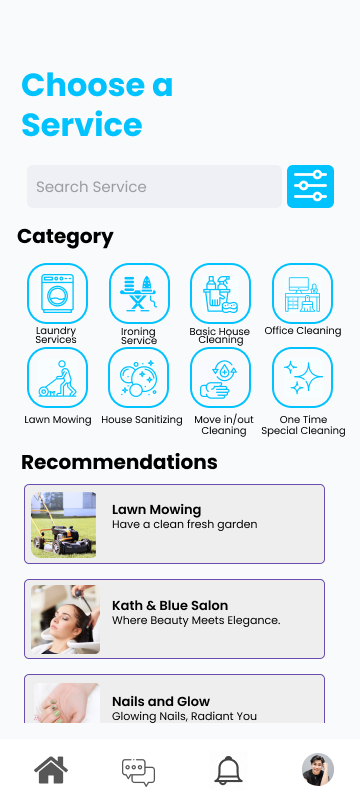 Choose a
Service
Search Service
Category
Laundry
Services
Ironing
Service
Basic House
Cleaning
Office Cleaning
Lawn Mowing
House Sanitizing
Move in/out
Cleaning
One Time
Special Cleaning
Recommendations
Lawn Mowing
Have a clean fresh garden
Kath & Blue Salon
Where Beauty Meets Elegance.
Nails and Glow
Glowing Nails, Radiant You